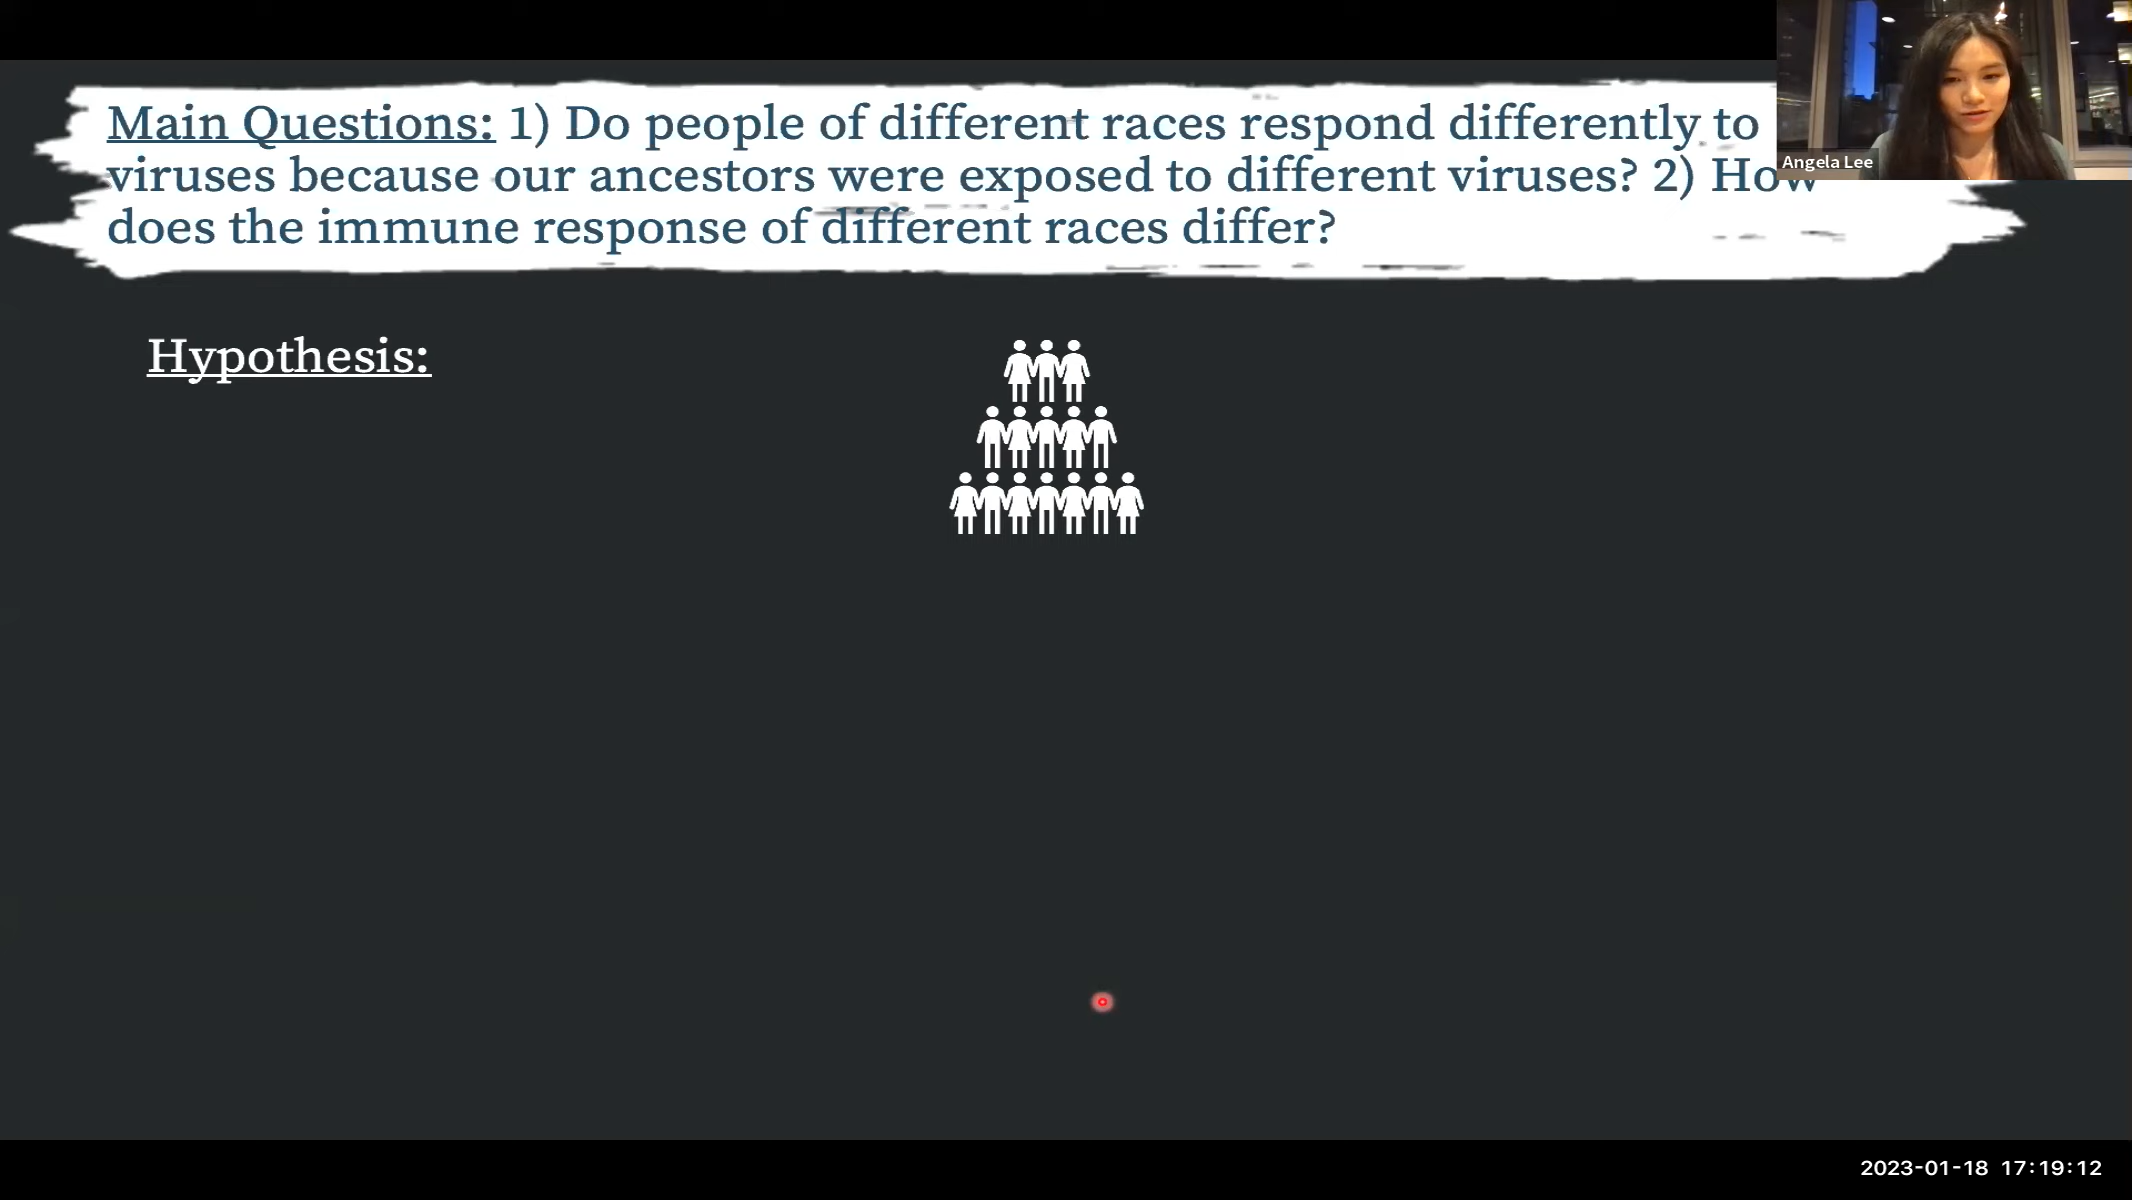 Main Questions: 1) Do people of different races respond differently to
viruses because our ancestors were exposed to different viruses? 2) How
does the immune response of different races differ?
Angela Lee
Hypothesis:
2023-01-18 17:19:12